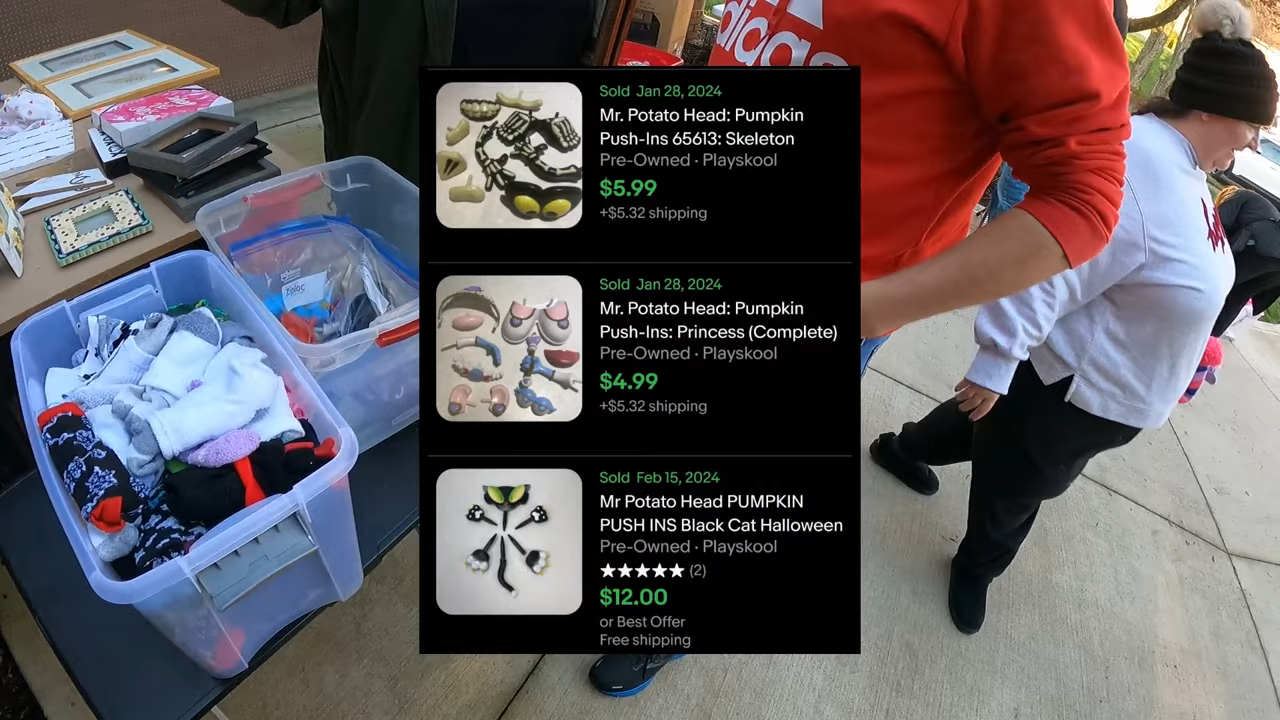 adidas
Sold Jan 28, 2024
Mr. Potato Head: Pumpkin
Push-Ins 65613: Skeleton
Pre-Owned · Playskool
$5.99
+$5.32 shipping
Sold Jan 28, 2024
Mr. Potato Head: Pumpkin
Push-Ins: Princess (Complete)
Pre-Owned · Playskool
$4.99
+$5.32 shipping
Sold Feb 15, 2024
Mr Potato Head PUMPKIN
PUSH INS Black Cat Halloween
Pre-Owned · Playskool
(2)
$12.00
or Best Offer
Free shipping
ziploc